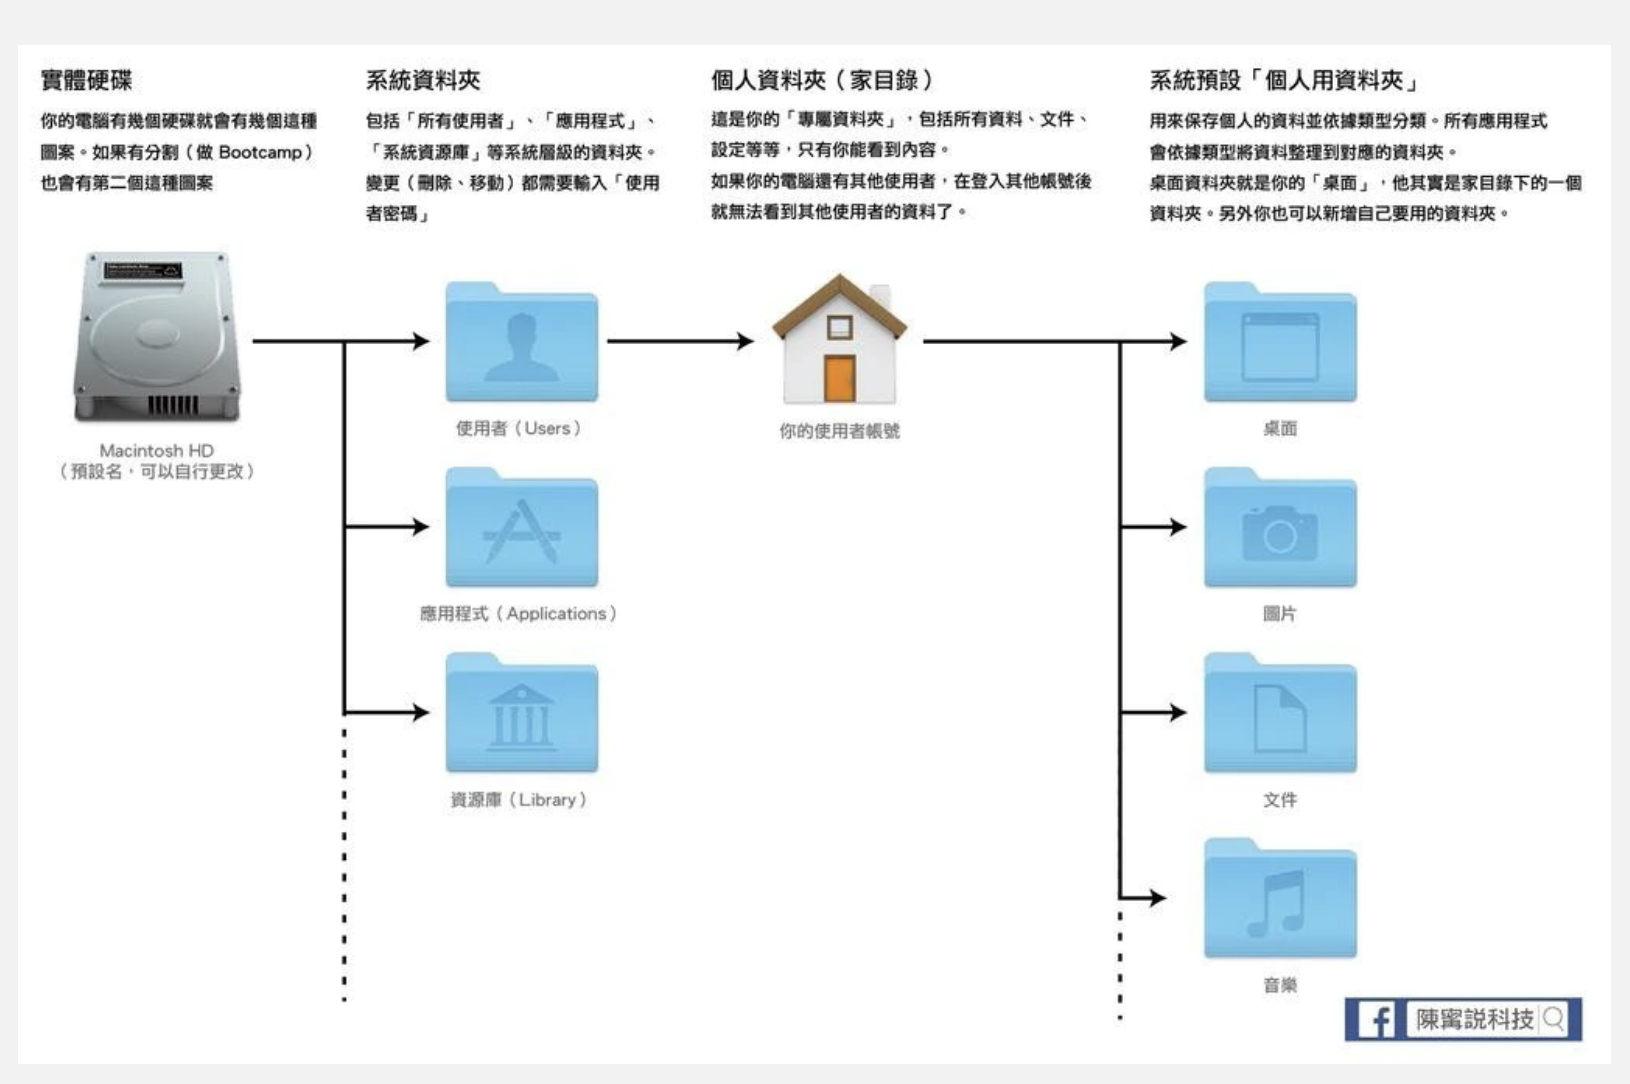 實體硬碟
你的電腦有幾個硬碟就會有幾個這種
圖案。如果有分割（做 Bootcamp）
也會有第二個這種圖案
系統資料夾
包括「所有使用者」、「應用程式」、
「系統資源庫」等系統層級的資料夾。
變更（刪除、移動）都需要輸入「使用
者密碼」
個人資料夾（家目錄）
這是你的「專屬資料夾」，包括所有資料、文件、
設定等等，只有你能看到內容。
如果你的電腦還有其他使用者，在登入其他帳號後
就無法看到其他使用者的資料了。
系統預設「個人用資料夾」
用來保存個人的資料並依據類型分類。所有應用程式
會依據類型將資料整理到對應的資料夾。
桌面資料夾就是你的「桌面」，他其實是家目錄下的一個
資料夾。另外你也可以新增自己要用的資料夾。
Macintosh HD
（預設名，可以自行更改）
使用者（Users）
應用程式（Applications）
資源庫（Library）
你的使用者帳號
桌面
圖片
文件
音樂
f 陳寗説科技